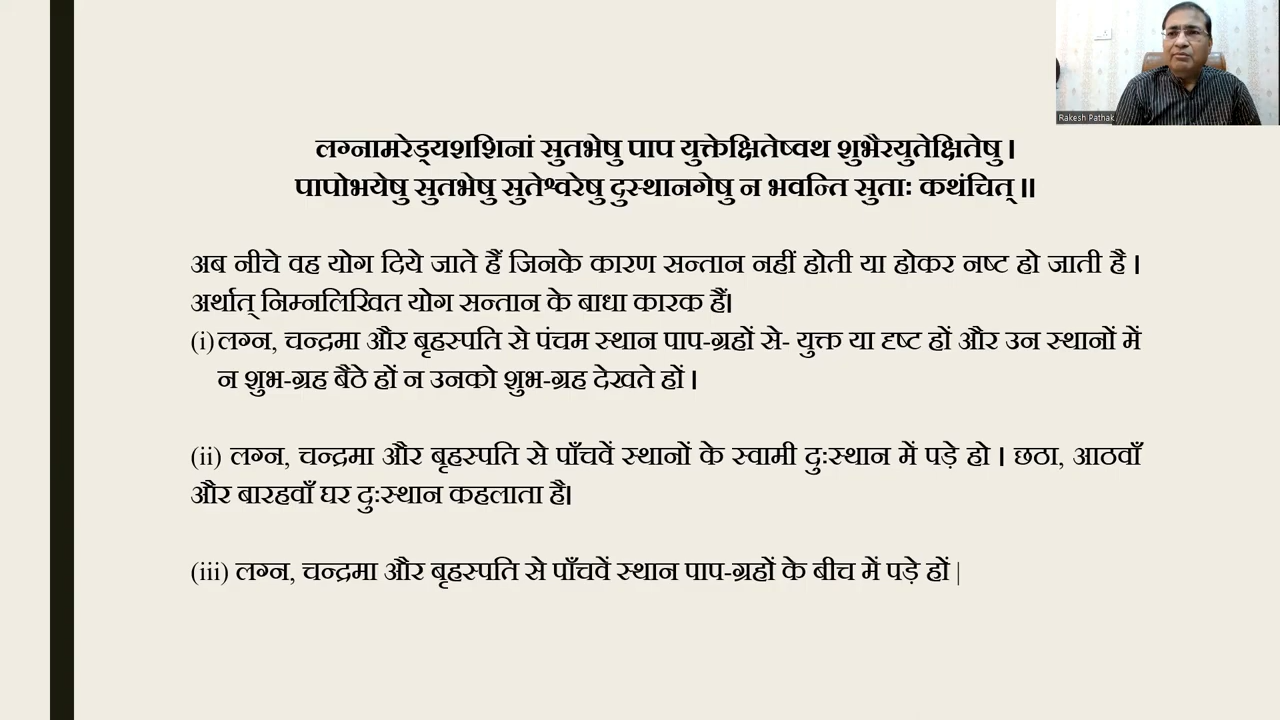 Rakesh Pathak
लग्नामरेड्यशशिनां सुतभेषु पाप युक्तेक्षितेष्वथ शुभैरयुतेक्षितेषु ।
पापोभयेषु सुतभेषु सुतेश्वरेषु दुस्थानगेषु न भवन्ति सुताः कथंचित् ॥
अब नीचे वह योग दिये जाते हैं जिनके कारण सन्तान नहीं होती या होकर नष्ट हो जाती है ।
अर्थात् निम्नलिखित योग सन्तान के बाधा कारक हैं।
(i) लग्न, चन्द्रमा और बृहस्पति से पंचम स्थान पाप-ग्रहों से- युक्त या दृष्ट हों और उन स्थानों में
न शुभ-ग्रह बैठे हों न उनको शुभ-ग्रह देखते हों ।
(ii) लग्न, चन्द्रमा और बृहस्पति से पाँचवें स्थानों के स्वामी दुःस्थान में पड़े हो । छठा, आठवाँ
और बारहवाँ घर दुःस्थान कहलाता है।
(iii) लग्न, चन्द्रमा और बृहस्पति से पाँचवें स्थान पाप-ग्रहों के बीच में पड़े हों |